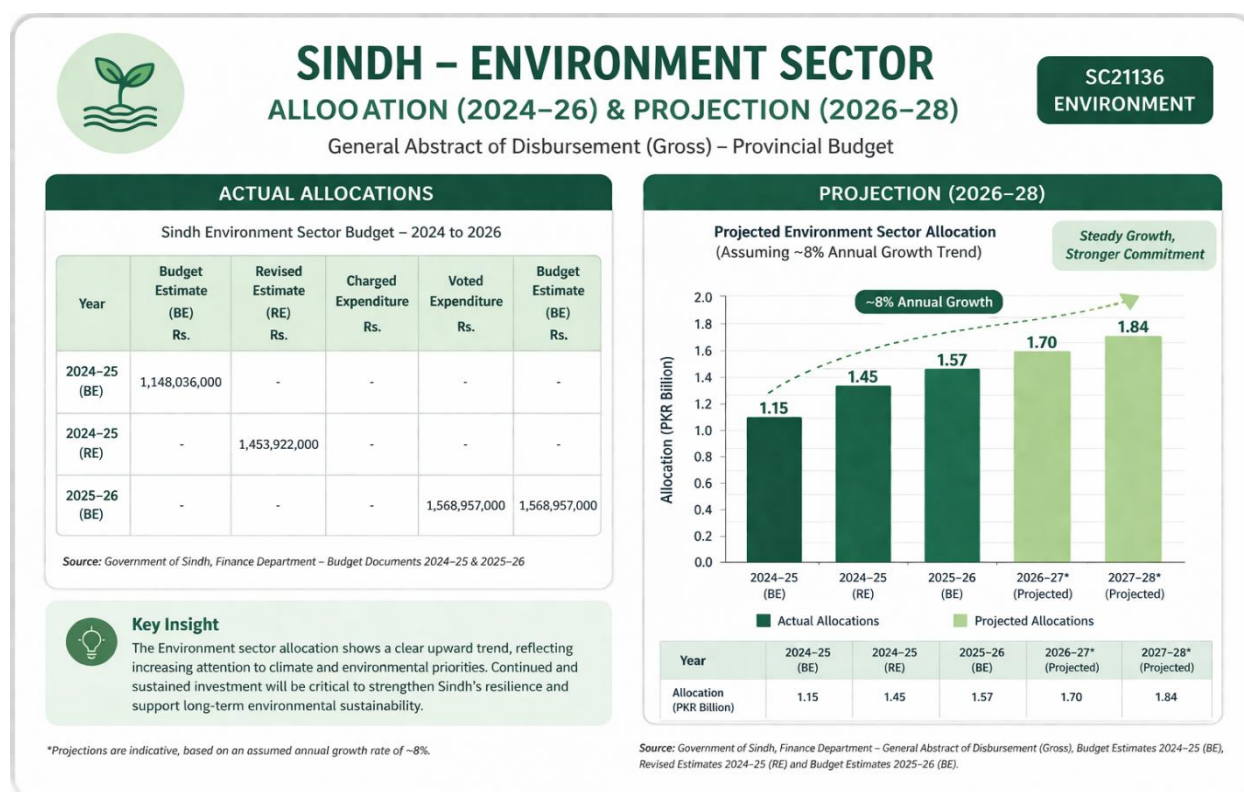 SINDH – ENVIRONMENT SECTOR
ALLOOATION (2024–26) & PROJECTION (2026–28)
General Abstract of Disbursement (Gross) – Provincial Budget
SC21136
ENVIRONMENT
ACTUAL ALLOCATIONS
Sindh Environment Sector Budget – 2024 to 2026
Year
Budget
Estimate
(BE)
Rs.
Revised
Estimate
(RE)
Rs.
Charged
Expenditure
Rs.
Voted
Expenditure
Rs.
Budget
Estimate
(BE)
Rs.
2024–25
(BE)
1,148,036,000 - - - -
2024–25
(RE)
- 1,453,922,000 - - -
2025–26
(BE)
- - - 1,568,957,000 1,568,957,000
Source: Government of Sindh, Finance Department – Budget Documents 2024–25 & 2025–26
Key Insight
The Environment sector allocation shows a clear upward trend, reflecting
increasing attention to climate and environmental priorities. Continued and
sustained investment will be critical to strengthen Sindh's resilience and
support long-term environmental sustainability.
*Projections are indicative, based on an assumed annual growth rate of ~8%.
PROJECTION (2026–28)
Projected Environment Sector Allocation
(Assuming ~8% Annual Growth Trend)
Steady Growth,
Stronger Commitment
~8% Annual Growth
Allocation (PKR Biilion)
2.0
1.8
1.6
1.4
1.2
1.0
0.8
0.6
0.4
0.2
0.0
1.15
1.45
1.57
1.70
1.84
2024–25
(BE)
2024–25
(RE)
2025–26
(BE)
2026–27*
(Projected)
2027–28*
(Projected)
Actual Allocations
Projected Allocations
Year
2024–25
(BE)
2024–25
(RE)
2025–26
(BE)
2026–27*
(Projected)
2027–28*
(Projected)
Allocation
(PKR Billion)
1.15 1.45 1.57 1.70 1.84
Source: Government of Sindh, Finance Department – General Abstract of Disbursement (Gross), Budget Estimates 2024–25 (BE),
Revised Estimates 2024–25 (RE) and Budget Estimates 2025–26 (BE).